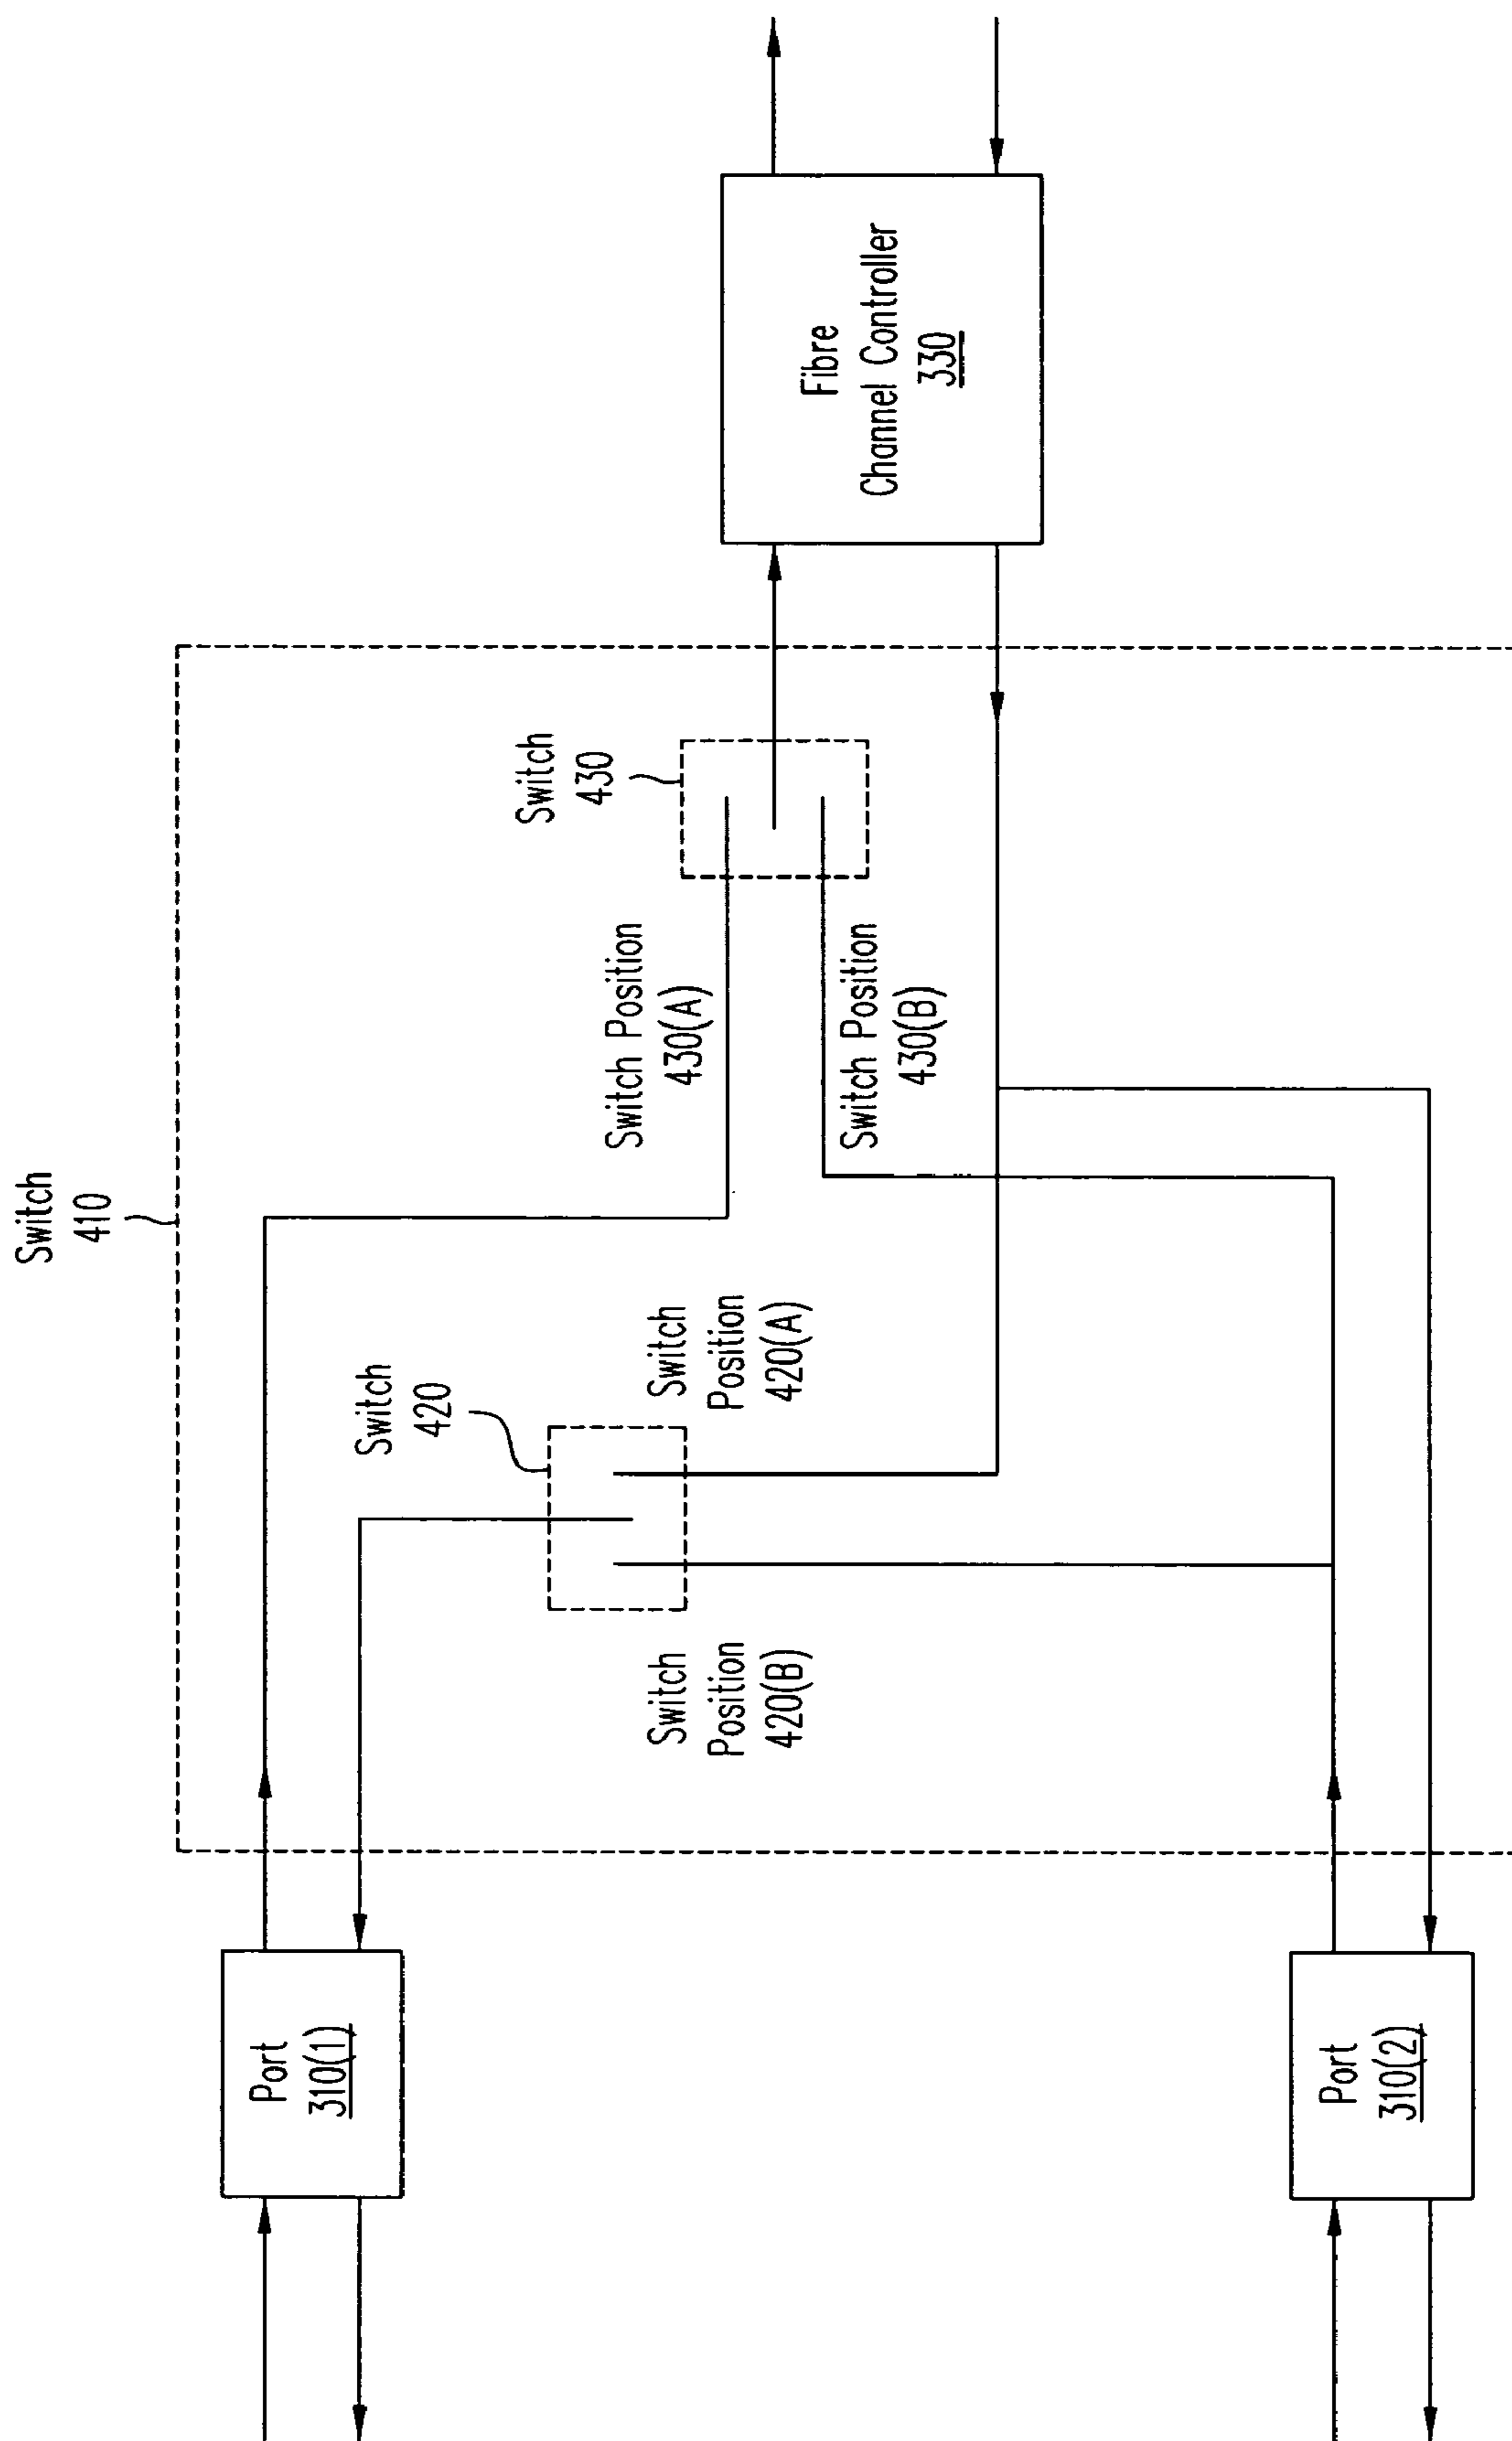 Switch
410
Switch
430
Fibre
Channel Controller
330
Switch Position
430(A)
Switch Position
430(B)
Switch
420
Switch
Position
420(A)
Switch
Position
420(B)
Port
310(1)
Port
310(2)